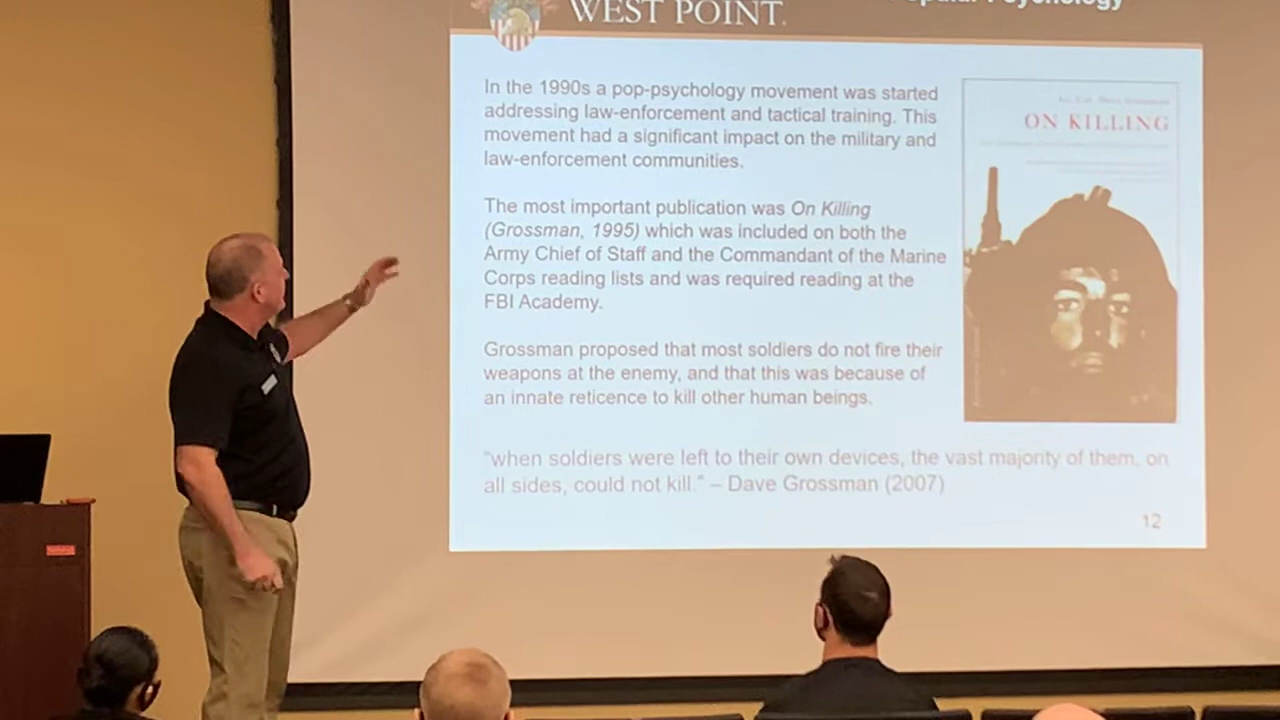 WEST POINT.
Psychology
In the 1990s a pop-psychology movement was started
addressing law-enforcement and tactical training. This
movement had a significant impact on the military and
law-enforcement communities.
The most important publication was On Killing
(Grossman, 1995) which was included on both the
Army Chief of Staff and the Commandant of the Marine
Corps reading lists and was required reading at the
FBI Academy.
Grossman proposed that most soldiers do not fire their
weapons at the enemy, and that this was because of
an innate reticence to kill other human beings.
"when soldiers were left to their own devices, the vast majority of them, on
all sides, could not kill." – Dave Grossman (2007)
12
Lt. Col. Dave Grossman
ON KILLING